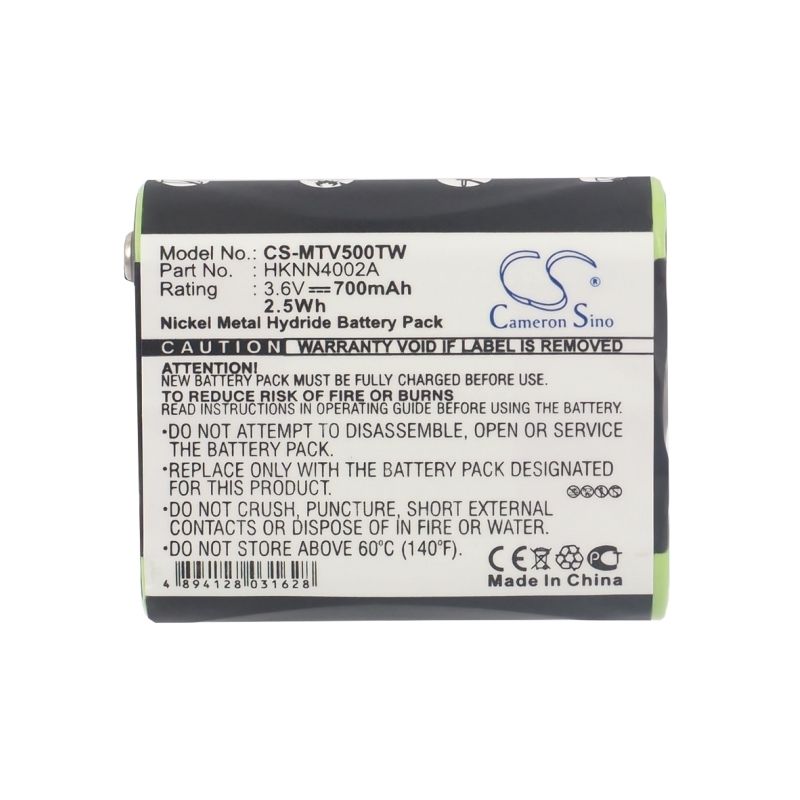 Model No.: CS-MTV500TW
Part No. : HKNN4002A
Rating : 3.6V 700mAh
2.5Wh
Nickel Metal Hydride Battery Pack
CS
®
Cameron Sino
CAUTION WARRANTY VOID IF LABEL IS REMOVED
ATTENTION!
NEW BATTERY PACK MUST BE FULLY CHARGED BEFORE USE.
TO REDUCE RISK OF FIRE OR BURNS
READ INSTRUCTIONS IN OPERATING GUIDE BEFORE USING THE BATTERY.
•DO NOT ATTEMPT TO DISASSEMBLE, OPEN OR SERVICE
THE BATTERY PACK.
•REPLACE ONLY WITH THE BATTERY PACK DESIGNATED
FOR THIS PRODUCT.
•DO NOT CRUSH, PUNCTURE, SHORT EXTERNAL
CONTACTS OR DISPOSE OF IN FIRE OR WATER.
•DO NOT STORE ABOVE 60°C (140°F).
CE PCT
Made In China
4 894128 031628